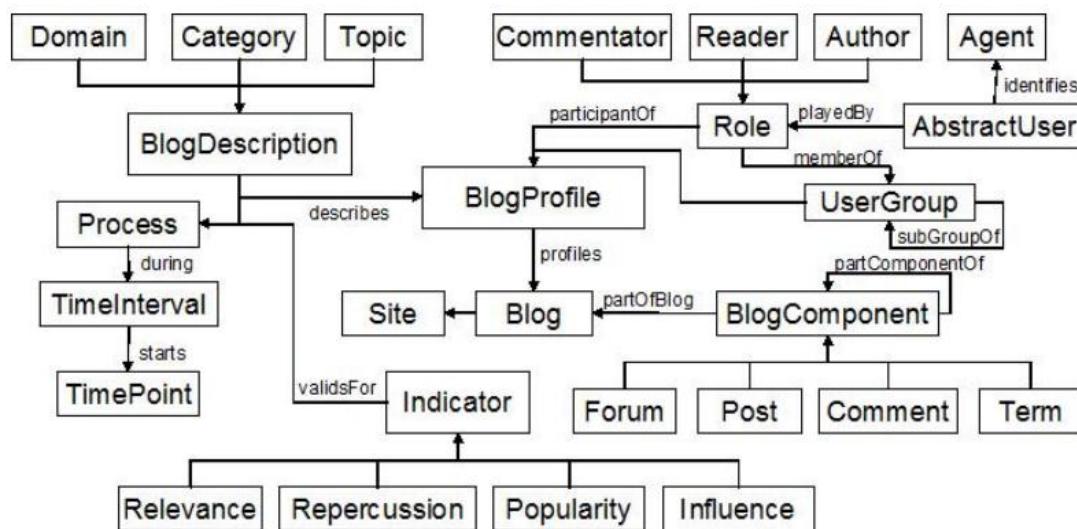 Domain
Category
Topic
Commentator
Reader
Author
Agent
identifies
BlogDescription
participantOf
Role
playedBy
AbstractUser
memberOf
describes
BlogProfile
UserGroup
subGroupOf
Process
during
profiles
partComponentOf
TimeInterval
Site
Blog
partOfBlog
BlogComponent
starts
TimePoint
validsFor
Indicator
Forum
Post
Comment
Term
Relevance
Repercussion
Popularity
Influence